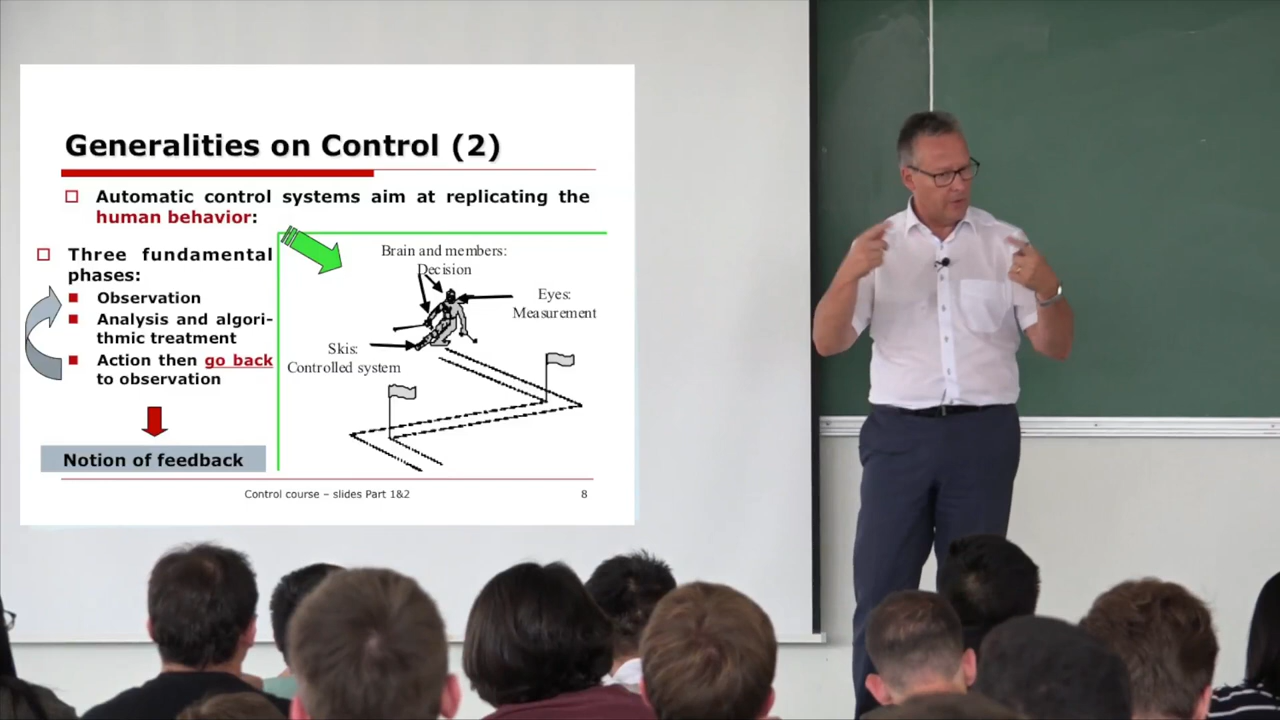 Generalities on Control (2)
Automatic control systems aim at replicating the
human behavior:
Three fundamental
phases:
Observation
Analysis and algori-
thmic treatment
Action then go back
to observation
Notion of feedback
Brain and members:
Decision
Eyes:
Measurement
Skis:
Controlled system
Control course – slides Part 1&2
8